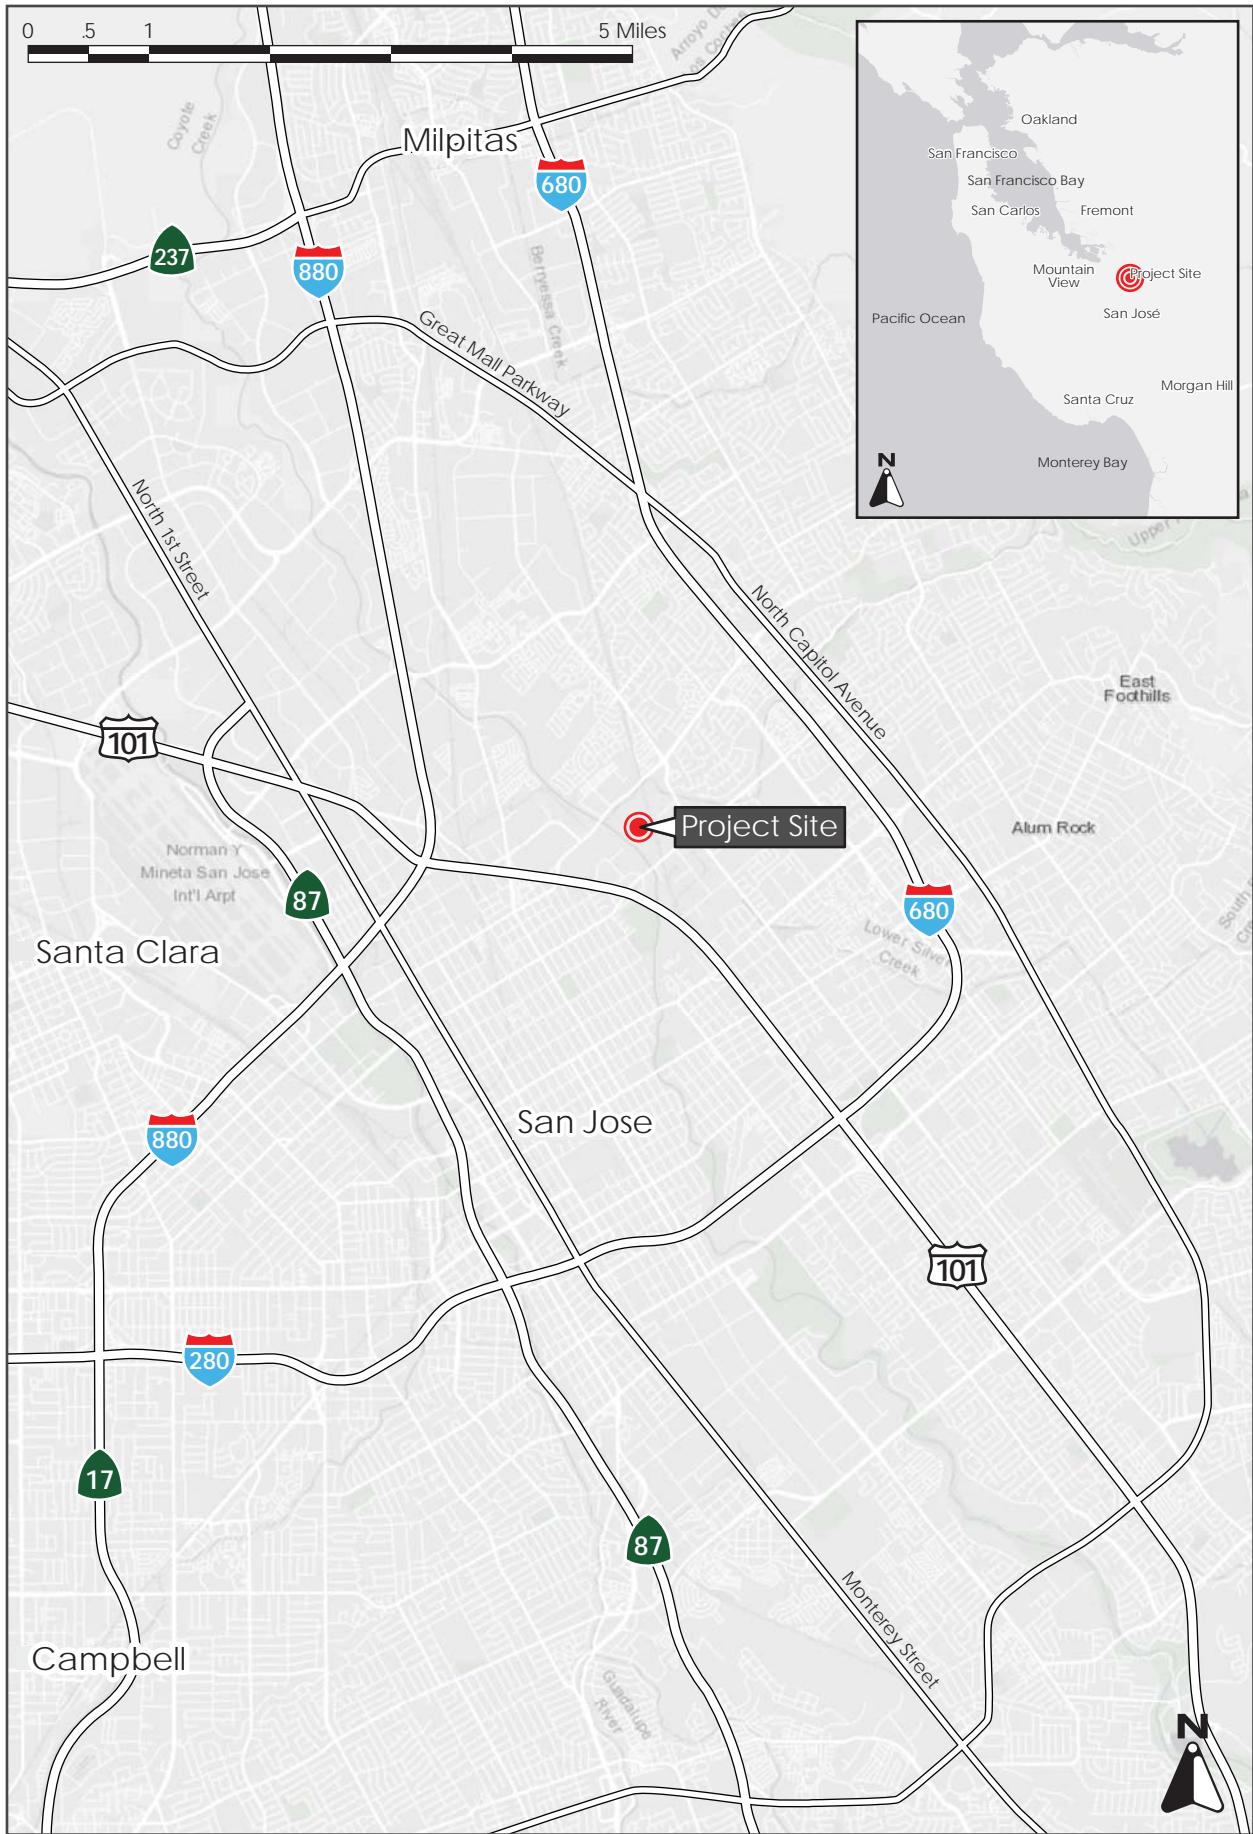 0 .5 1 5 Miles
Coyote
Creek
Milpitas
680
237
880
Berryessa Creek
Great Mall Parkway
North 1st Street
Oakland
San Francisco
San Francisco Bay
San Carlos
Fremont
Mountain
View
Project Site
San José
Pacific Ocean
Morgan Hill
Santa Cruz
Monterey Bay
N
Upper
North Capitol Avenue
East
Foothills
101
Project Site
Alum Rock
Norman Y
Mineta San Jose
Int'l Arpt
87
680
Lower Silver
Creek
South
Santa Clara
San Jose
880
101
280
17
87
Monterey Street
Campbell
Guadalupe
River
N